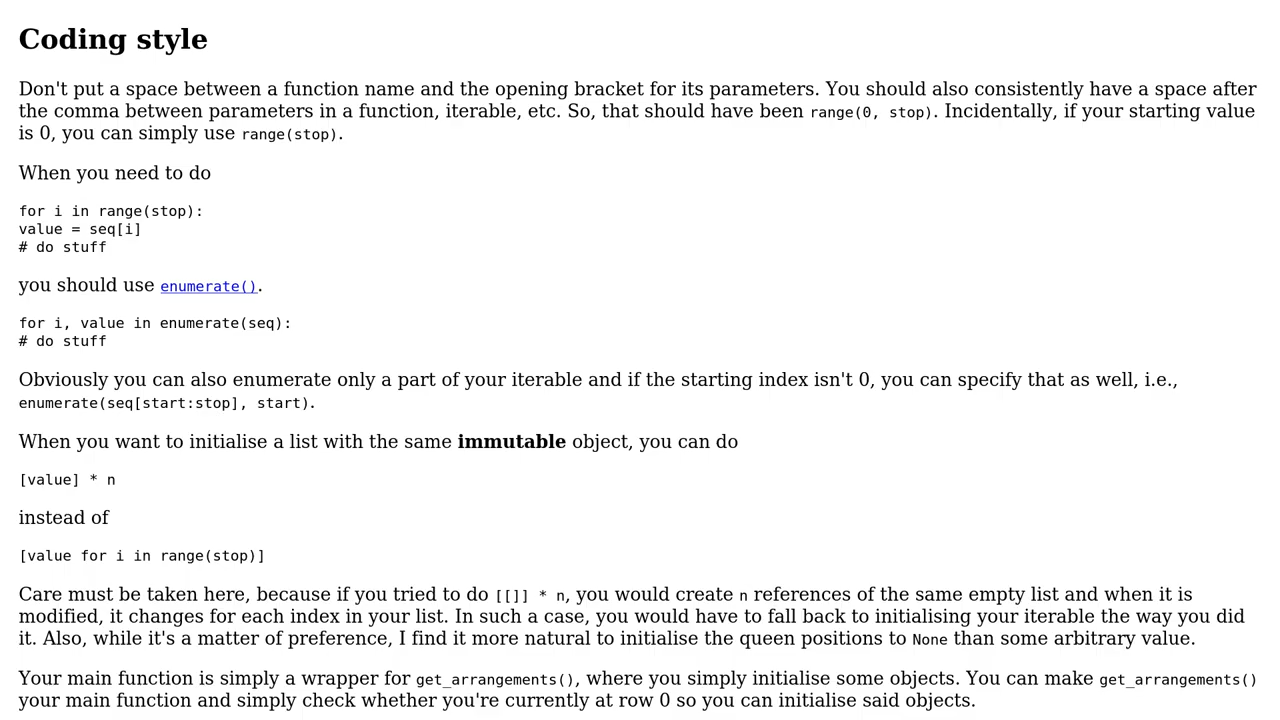 Coding style
Don't put a space between a function name and the opening bracket for its parameters. You should also consistently have a space after
the comma between parameters in a function, iterable, etc. So, that should have been range(0, stop). Incidentally, if your starting value
is 0, you can simply use range(stop).
When you need to do
for i in range(stop):
value = seq[i]
# do stuff
you should use enumerate().
for i, value in enumerate(seq):
# do stuff
Obviously you can also enumerate only a part of your iterable and if the starting index isn't 0, you can specify that as well, i.e.,
enumerate(seq[start:stop], start).
When you want to initialise a list with the same immutable object, you can do
[value] * n
instead of
[value for i in range(stop)]
Care must be taken here, because if you tried to do [[]] * n, you would create n references of the same empty list and when it is
modified, it changes for each index in your list. In such a case, you would have to fall back to initialising your iterable the way you did
it. Also, while it's a matter of preference, I find it more natural to initialise the queen positions to None than some arbitrary value.
Your main function is simply a wrapper for get_arrangements(), where you simply initialise some objects. You can make get_arrangements()
your main function and simply check whether you're currently at row 0 so you can initialise said objects.